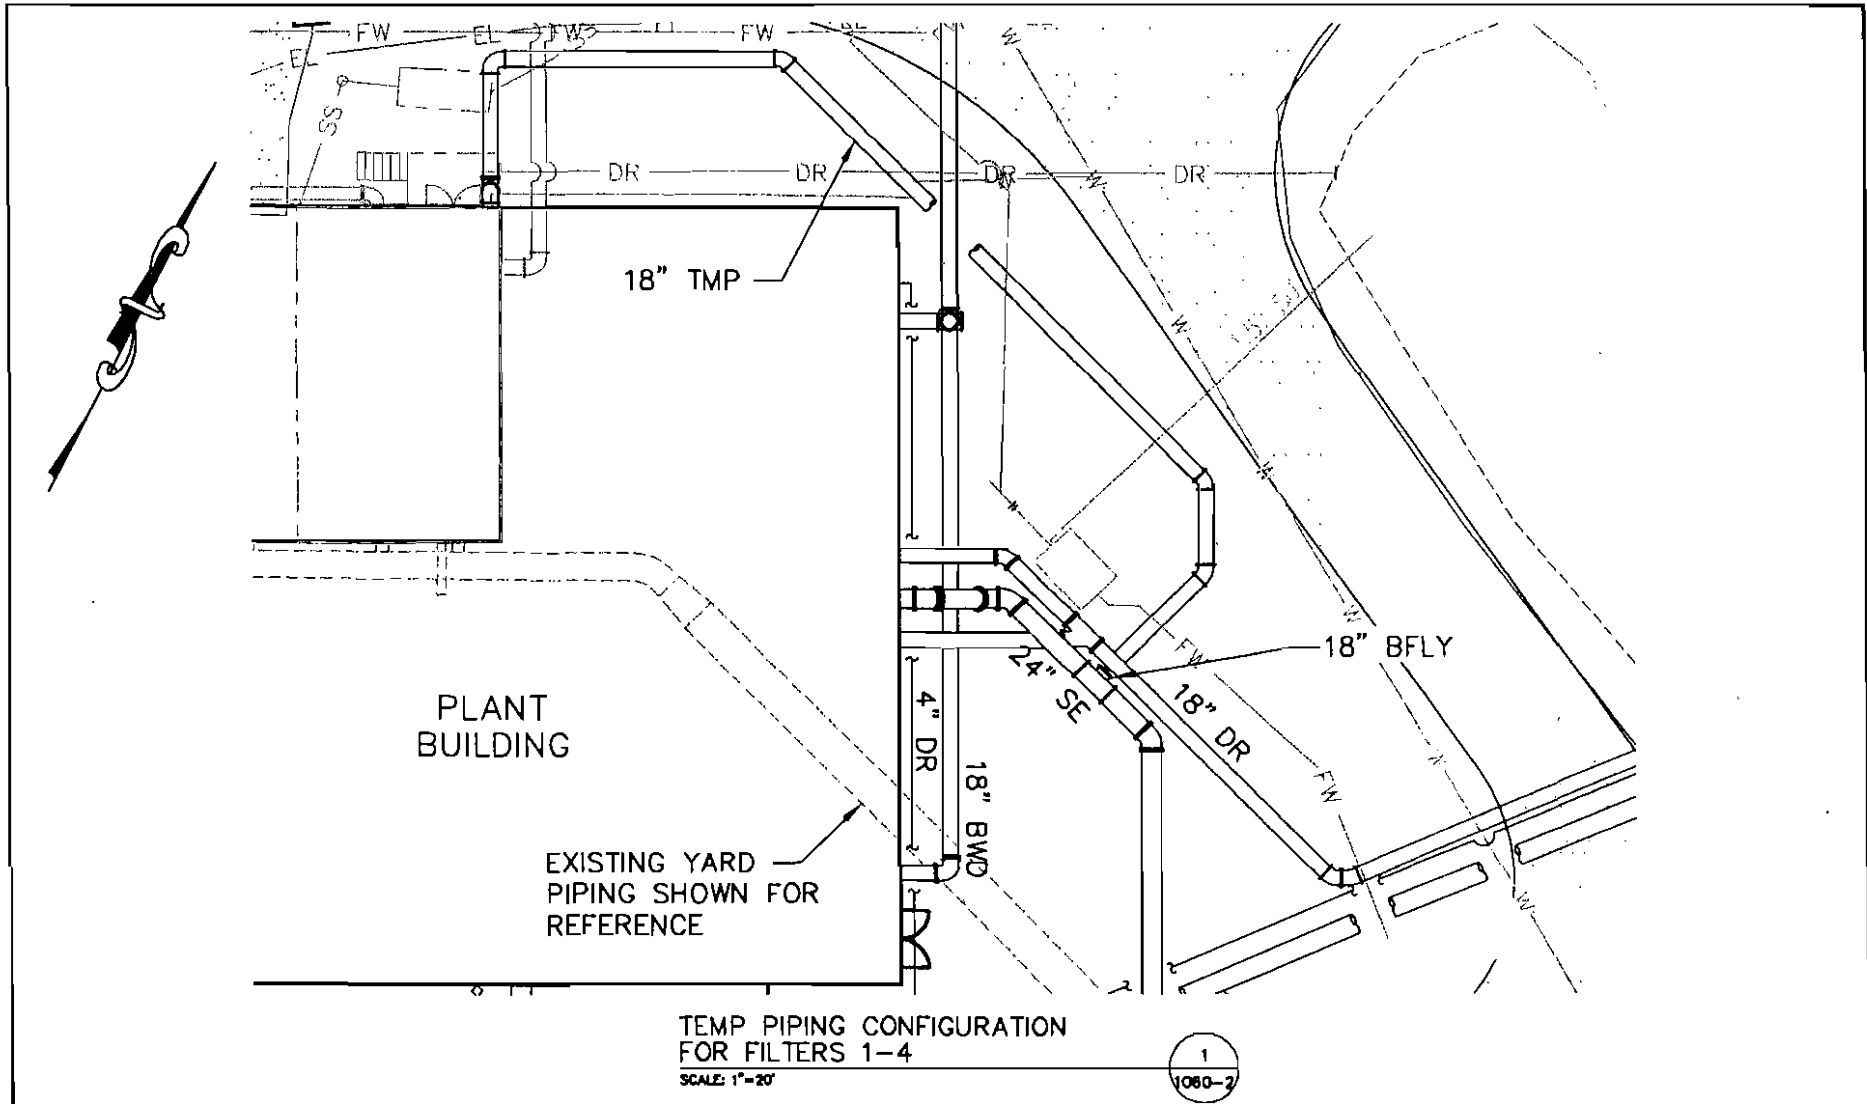 FW
EL
FW
FW
EL
SS
W
DR
DR
DR
W
DR
18" TMP
W
W
18" BFLY
FW
24" SE
18" DR
4" DR
18" BWD
PLANT
BUILDING
FW
EXISTING YARD
PIPING SHOWN FOR
REFERENCE
W
TEMP PIPING CONFIGURATION
FOR FILTERS 1-4
SCALE: 1"=20'
1
1060-2